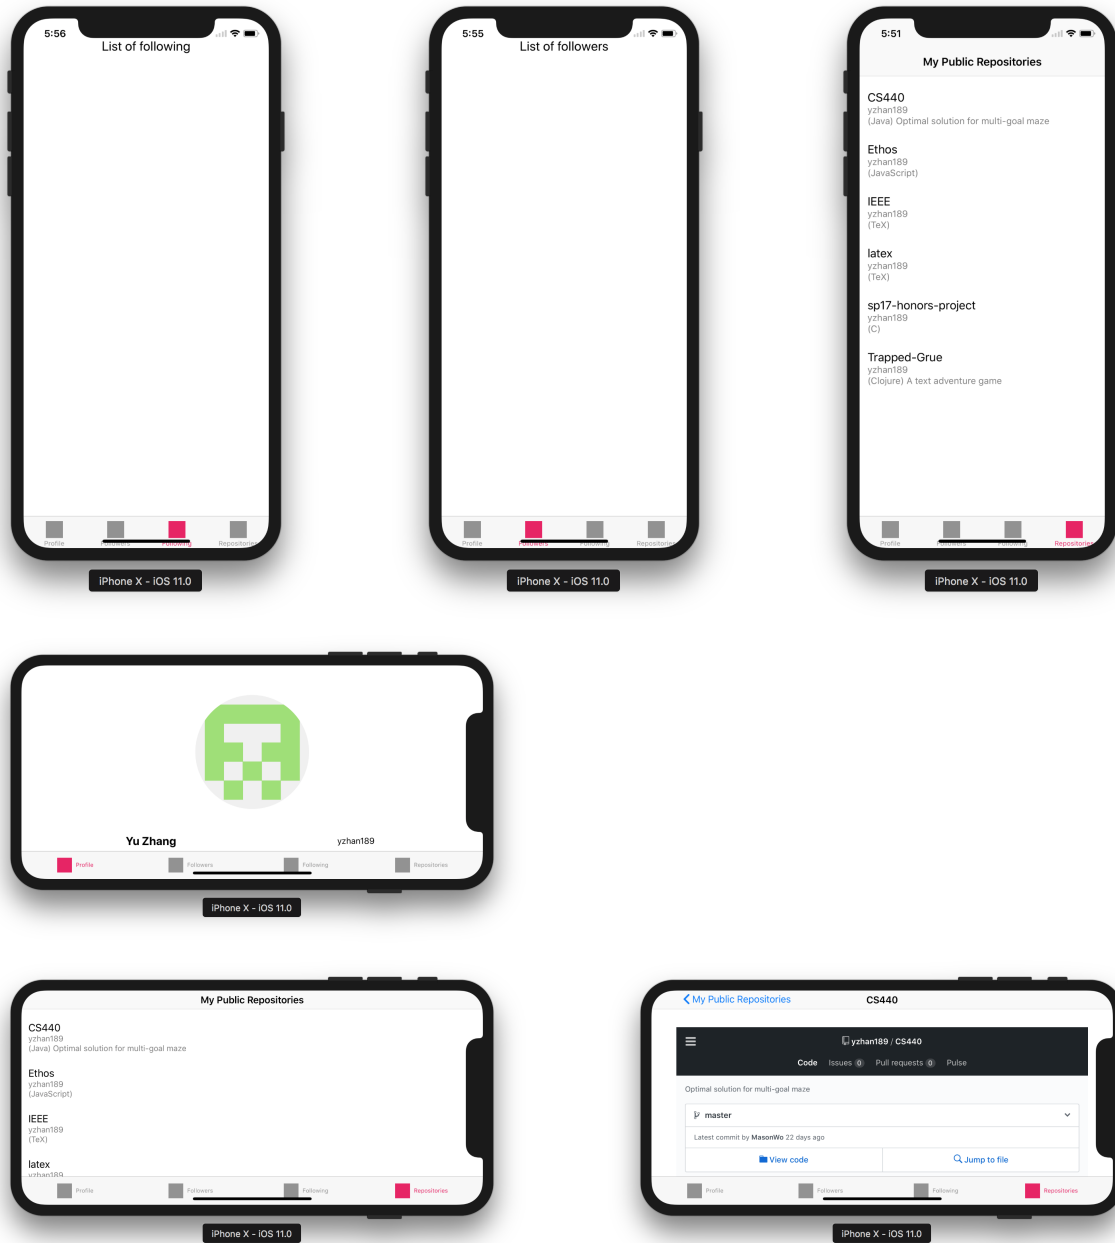 5:56
List of following
Profile
Followers
Following
Repositories
iPhone X – iOS 11.0
5:55
List of followers
Profile
Followers
Following
Repositories
iPhone X – iOS 11.0
5:51
My Public Repositories
CS440
yzhan189
(Java) Optimal solution for multi-goal maze
Ethos
yzhan189
(JavaScript)
IEEE
yzhan189
(TeX)
latex
yzhan189
(TeX)
sp17-honors-project
yzhan189
(C)
Trapped-Grue
yzhan189
(Clojure) A text adventure game
Profile
Followers
Following
Repositories
iPhone X – iOS 11.0
Yu Zhang
yzhan189
Profile
Followers
Following
Repositories
iPhone X – iOS 11.0
My Public Repositories
CS440
yzhan189
(Java) Optimal solution for multi-goal maze
Ethos
yzhan189
(JavaScript)
IEEE
yzhan189
(TeX)
latex
yzhan189
Profile
Followers
Following
Repositories
iPhone X – iOS 11.0
My Public Repositories
CS440
yzhan189 / CS440
Code Issues 0 Pull requests 0 Pulse
Optimal solution for multi-goal maze
master
Latest commit by MasonWo 22 days ago
View code
Jump to file
Profile
Followers
Following
Repositories
iPhone X – iOS 11.0